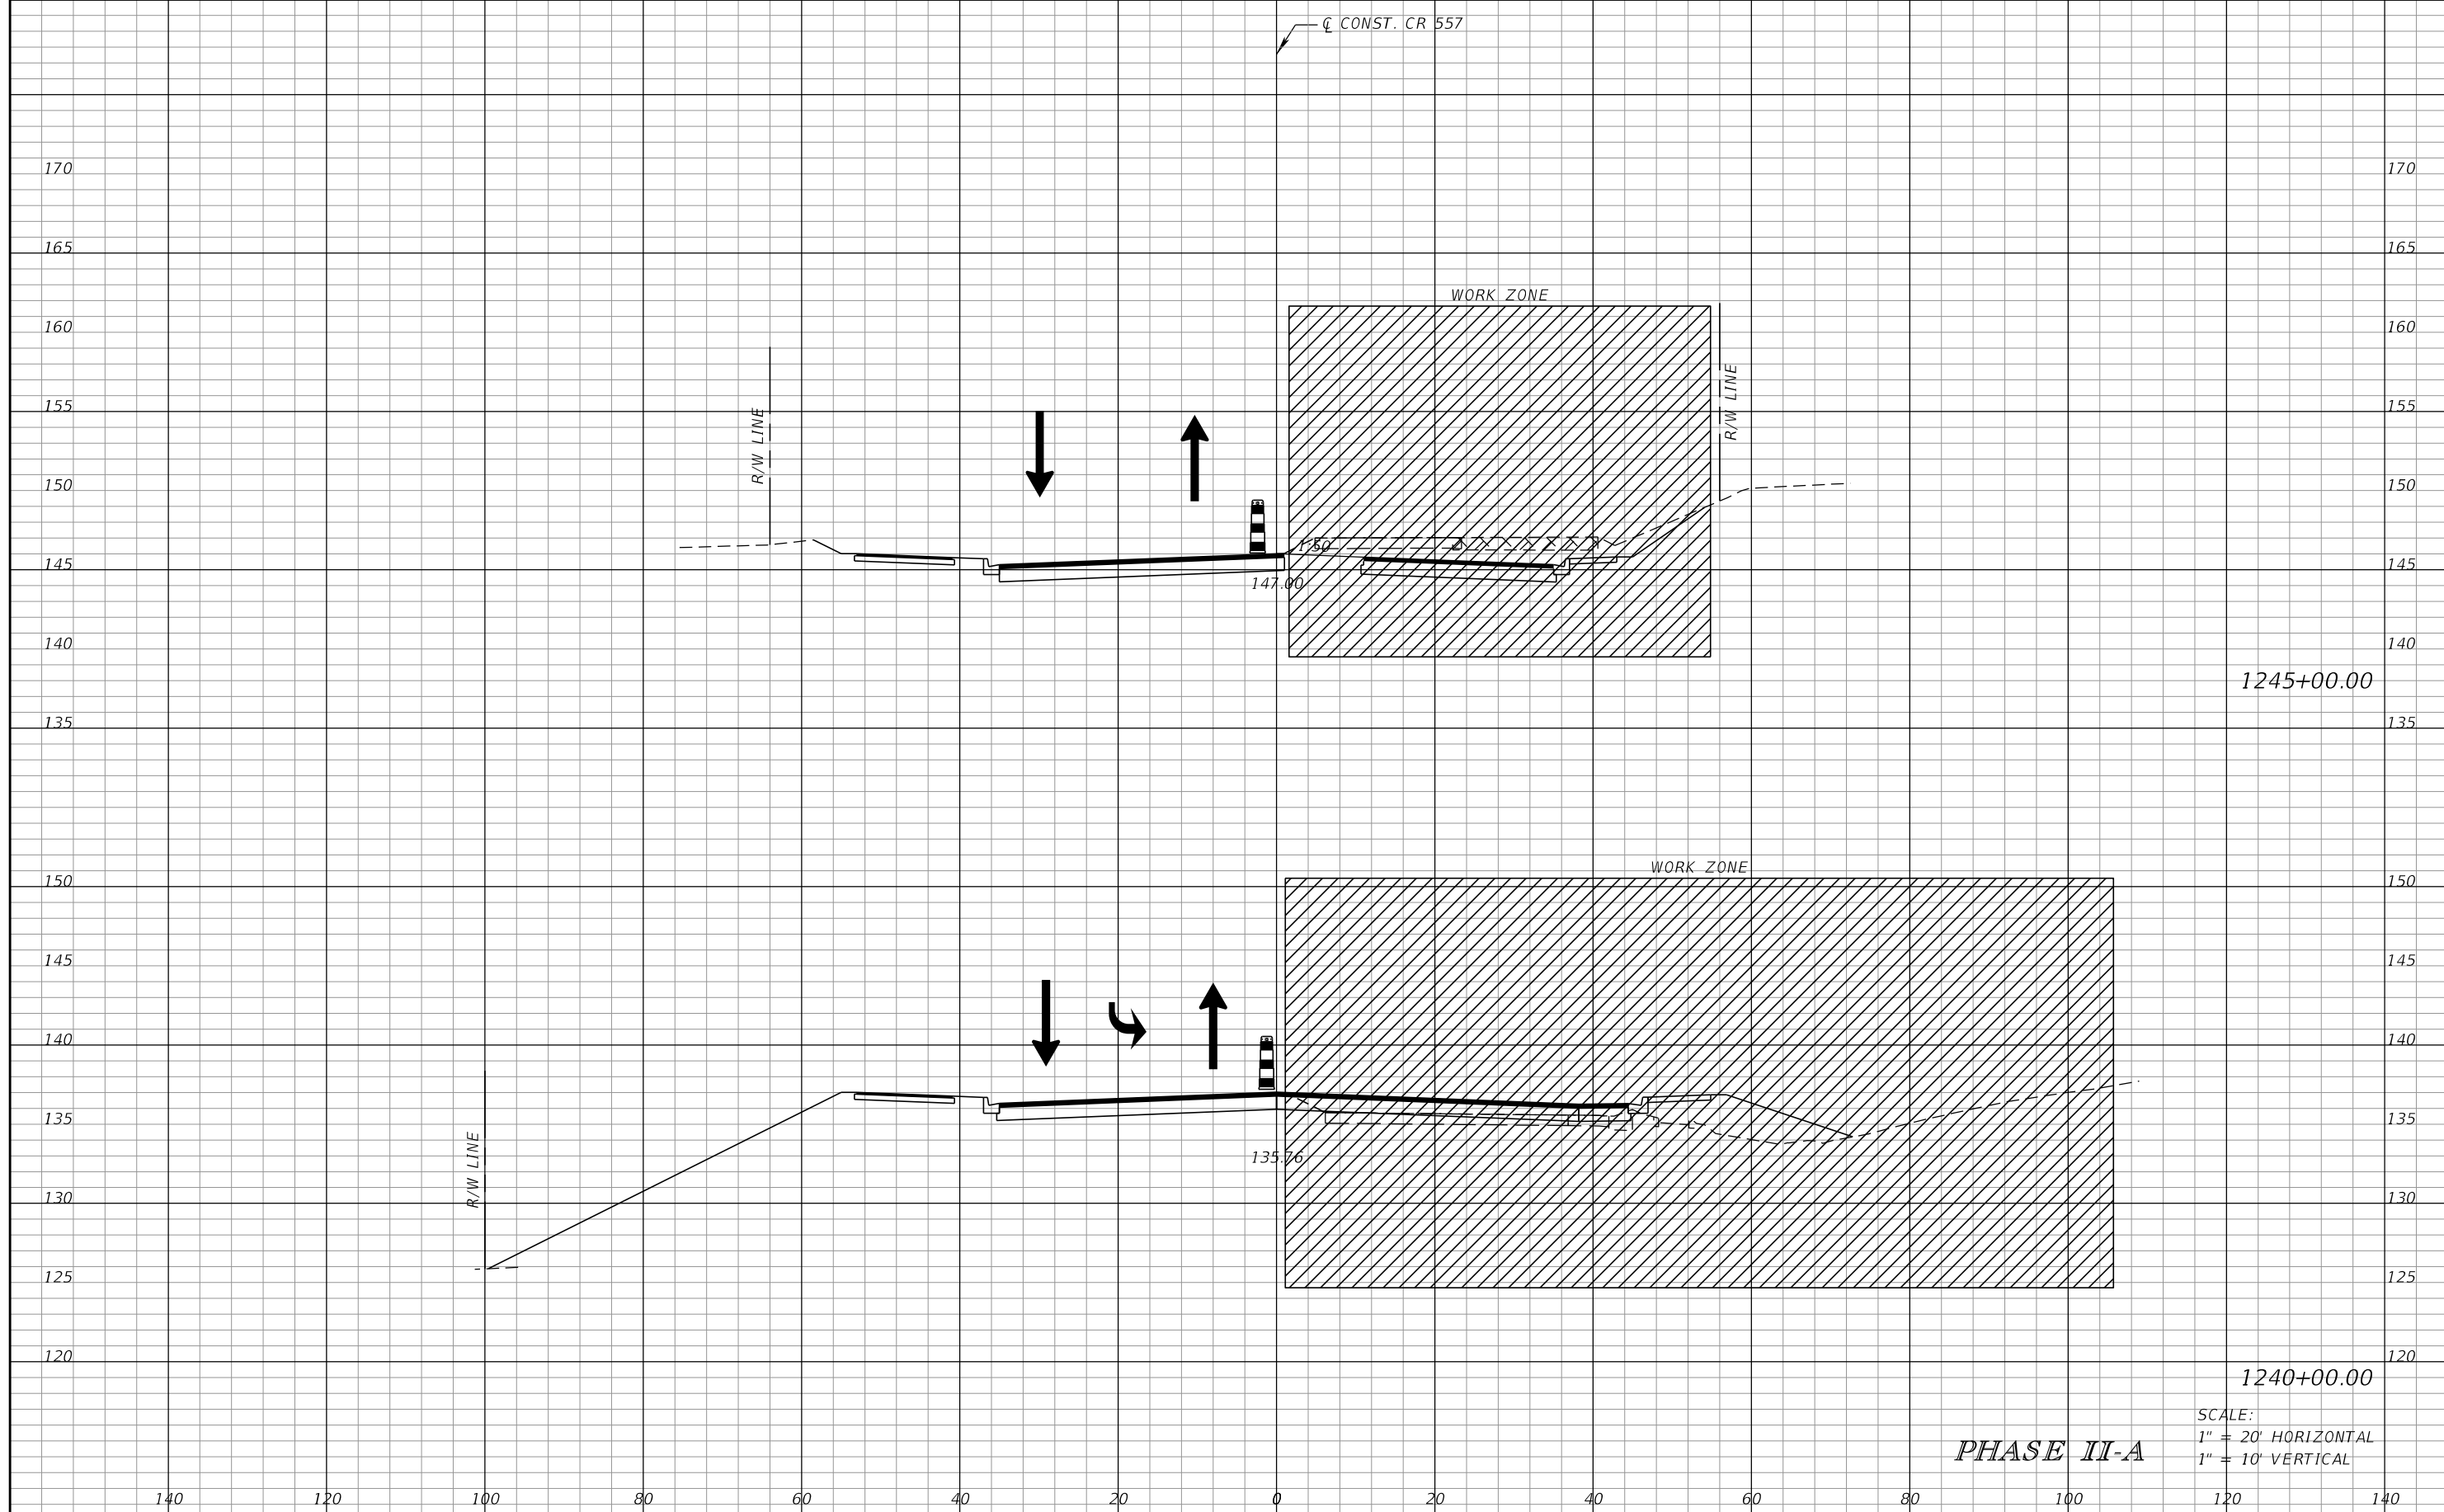 ℄ CONST. CR 557
170 170
165 165
WORK ZONE
160 160
R/W LINE
155 155
R/W LINE
150 150
1:50
145 145
147.00
140 140
1245+00.00
135 135
WORK ZONE
150 150
145 145
140 140
135 135
135.76
R/W LINE
130 130
125 125
120 120
1240+00.00
SCALE:
1" = 20' HORIZONTAL
PHASE II-A
1" = 10' VERTICAL
140 120 100 80 60 40 20 0 20 40 60 80 100 120 140